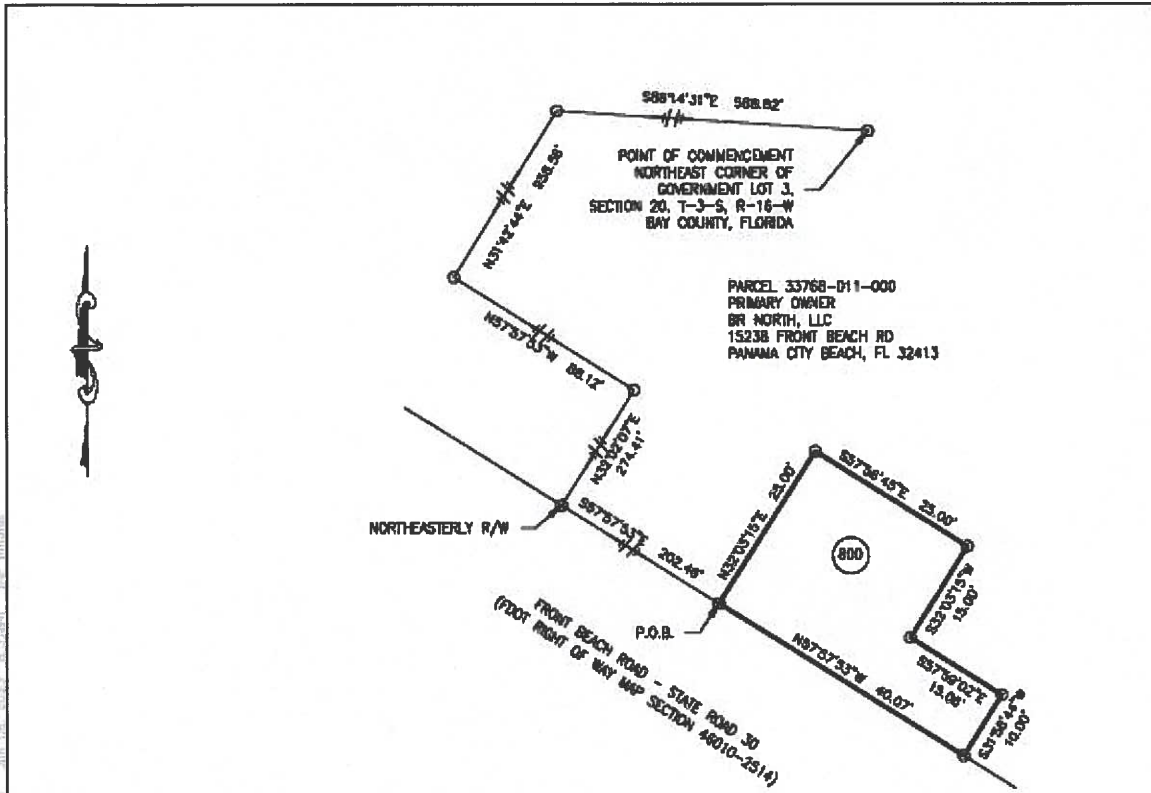 S88°14'31"E 588.82'
POINT OF COMMENCEMENT
NORTHEAST CORNER OF
GOVERNMENT LOT 3,
SECTION 20, T-3-S, R-16-W
BAY COUNTY, FLORIDA
N31°42'44"E
PARCEL 33768-011-000
PRIMARY OWNER
BR NORTH, LLC
15238 FRONT BEACH RD
PANAMA CITY BEACH, FL 32413
N57°57'53"W 88.12'
N32°02'07"E
274.41'
NORTHEASTERLY R/W
S57°57'53"E 202.46'
N32°03'15"E 25.00'
S57°56'45"E 25.00'
800
S32°03'15"W
15.00'
P.O.B.
S57°59'02"E
15.06'
N57°57'53"W 40.07'
S31°58'44"W
10.00'
FRONT BEACH ROAD - STATE ROAD 30
(FDOT RIGHT OF WAY MAP SECTION 46010-2514)